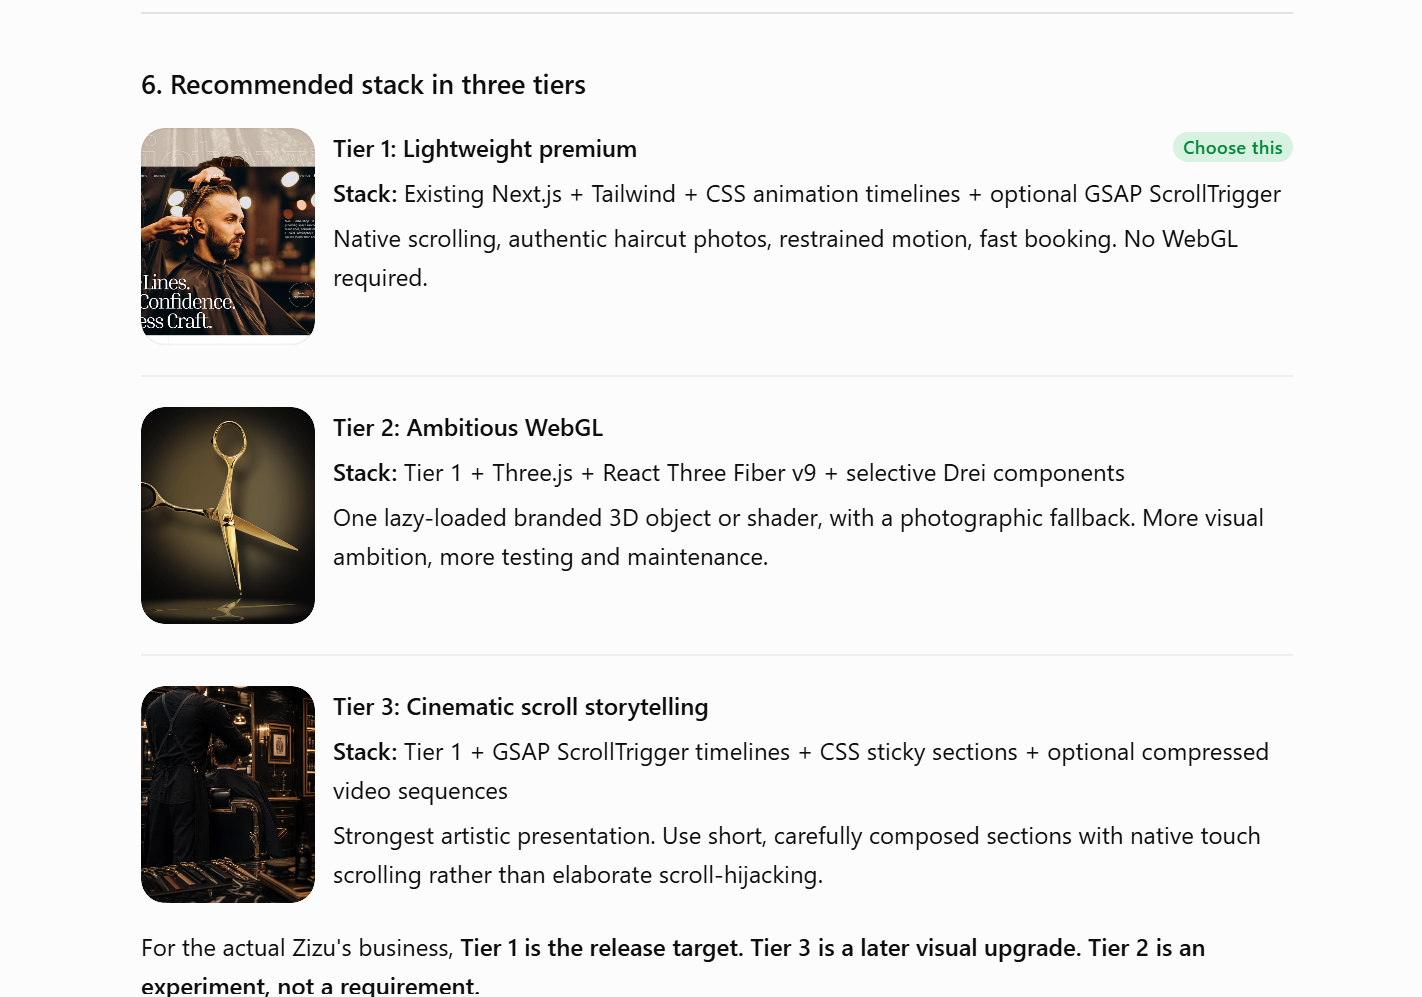 6. Recommended stack in three tiers
Tier 1: Lightweight premium
Choose this
Stack: Existing Next.js + Tailwind + CSS animation timelines + optional GSAP ScrollTrigger
Native scrolling, authentic haircut photos, restrained motion, fast booking. No WebGL
required.
Lines.
Confidence.
ess Craft.
Tier 2: Ambitious WebGL
Stack: Tier 1 + Three.js + React Three Fiber v9 + selective Drei components
One lazy-loaded branded 3D object or shader, with a photographic fallback. More visual
ambition, more testing and maintenance.
Tier 3: Cinematic scroll storytelling
Stack: Tier 1 + GSAP ScrollTrigger timelines + CSS sticky sections + optional compressed
video sequences
Strongest artistic presentation. Use short, carefully composed sections with native touch
scrolling rather than elaborate scroll-hijacking.
For the actual Zizu's business, Tier 1 is the release target. Tier 3 is a later visual upgrade. Tier 2 is an
experiment, not a requirement.